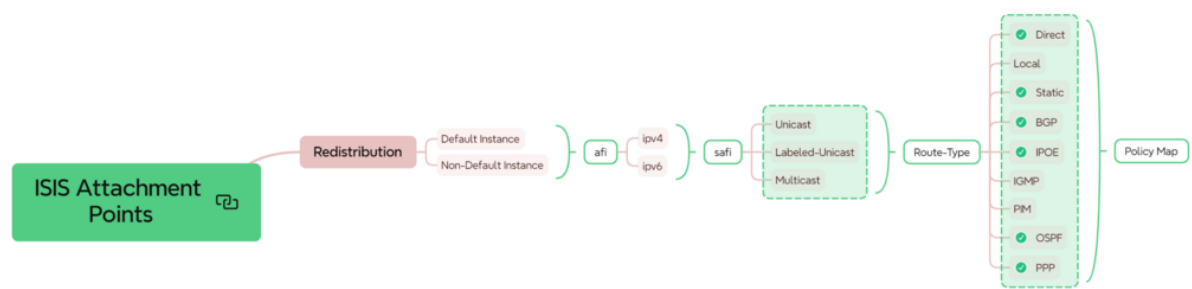 ISIS Attachment
Points
Redistribution
Default Instance
Non-Default Instance
afi
ipv4
ipv6
safi
Unicast
Labeled-Unicast
Multicast
Route-Type
Direct
Local
Static
BGP
IPOE
IGMP
PIM
OSPF
PPP
Policy Map